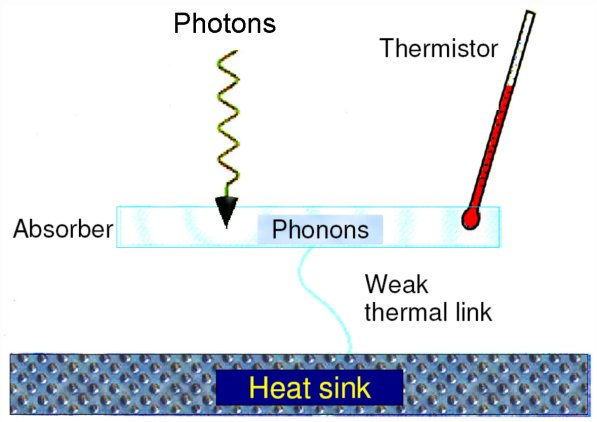 Photons
Thermistor
Absorber
Phonons
Weak
thermal link
Heat sink